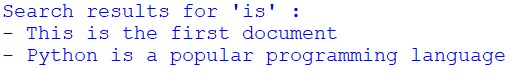 Search results for 'is' :
- This is the first document
- Python is a popular programming language